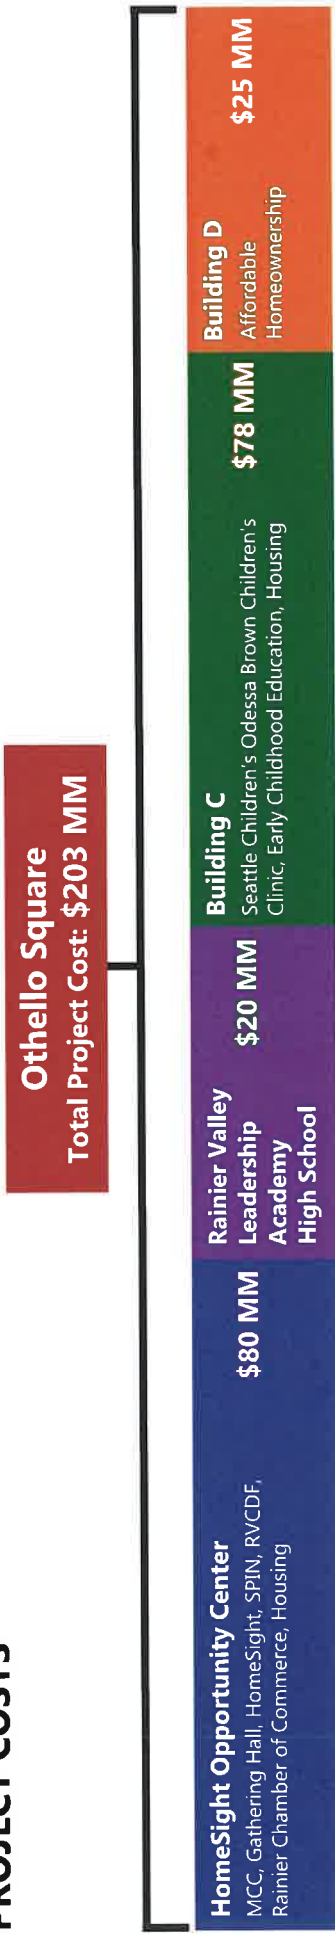 PROJECT COSTS
Othello Square
Total Project Cost: $203 MM
HomeSight Opportunity Center
MCC, Gathering Hall, HomeSight, SPIN, RVCDF,
Rainier Chamber of Commerce, Housing
$80 MM
Rainier Valley
Leadership
Academy
High School
$20 MM
Building C
Seattle Children's Odessa Brown Children's
Clinic, Early Childhood Education, Housing
$78 MM
Building D
Affordable
Homeownership
$25 MM